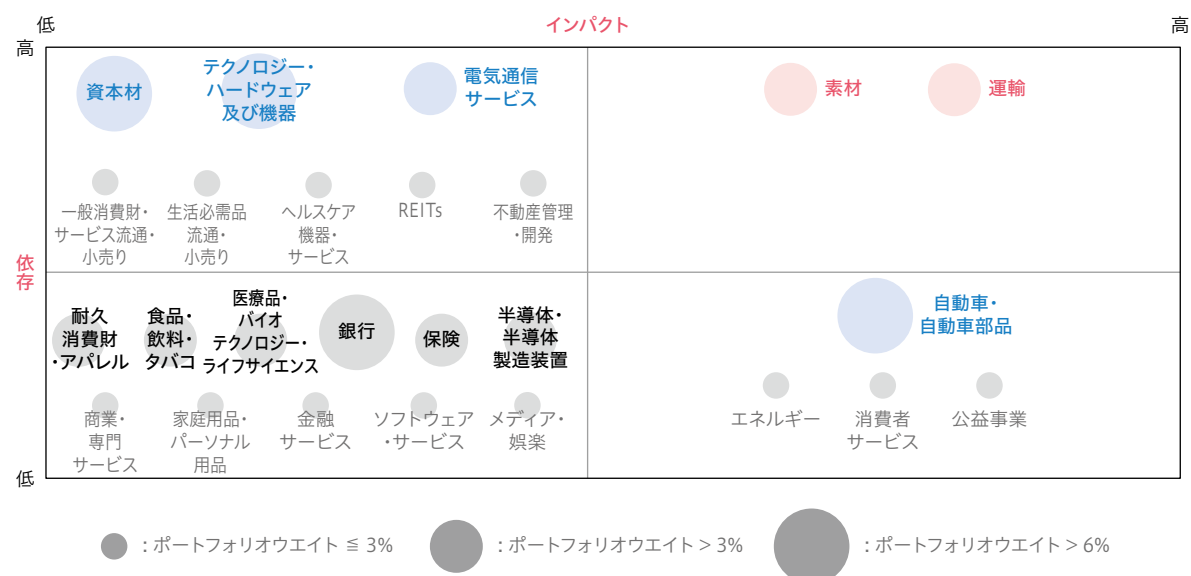 低
インパクト
高
高
資本材
テクノロジー・
ハードウェア
及び機器
電気通信
サービス
素材
運輸
一般消費財・
サービス流通・
小売り
生活必需品
流通・
小売り
ヘルスケア
機器・
サービス
REITs
不動産管理
・開発
依存
耐久
消費財
・アパレル
食品・
飲料・
タバコ
医療品・
バイオ
テクノロジー・
ライフサイエンス
銀行
保険
半導体・
半導体
製造装置
自動車・
自動車部品
商業・
専門
サービス
家庭用品・
パーソナル
用品
金融
サービス
ソフトウェア
・サービス
メディア・
娯楽
エネルギー
消費者
サービス
公益事業
低
：ポートフォリオウエイト ≦ 3%
：ポートフォリオウエイト > 3%
：ポートフォリオウエイト > 6%